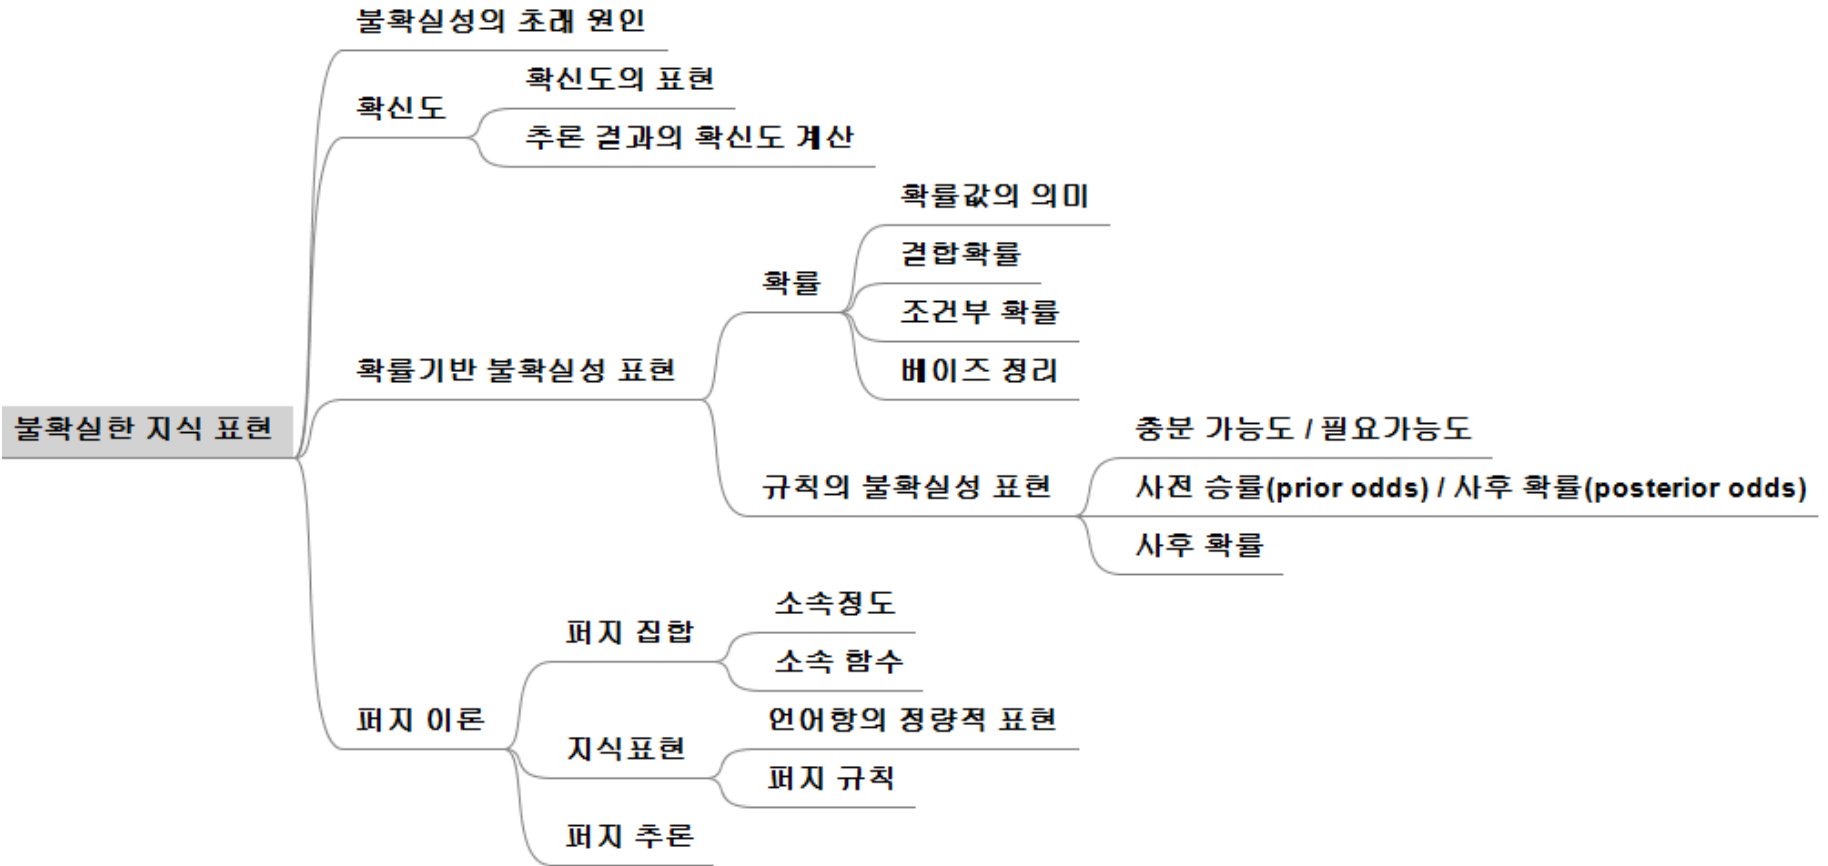 불확실성의 초래 원인
확신도의 표현
확신도
추론 결과의 확신도 계산
확률값의 의미
결합확률
확률
조건부 확률
확률기반 불확실성 표현
베이즈 정리
불확실한 지식 표현
충분 가능도 / 필요가능도
규칙의 불확실성 표현
사전 승률(prior odds) / 사후 확률(posterior odds)
사후 확률
소속정도
퍼지 집합
소속 함수
퍼지 이론
언어항의 정량적 표현
지식표현
퍼지 규칙
퍼지 추론